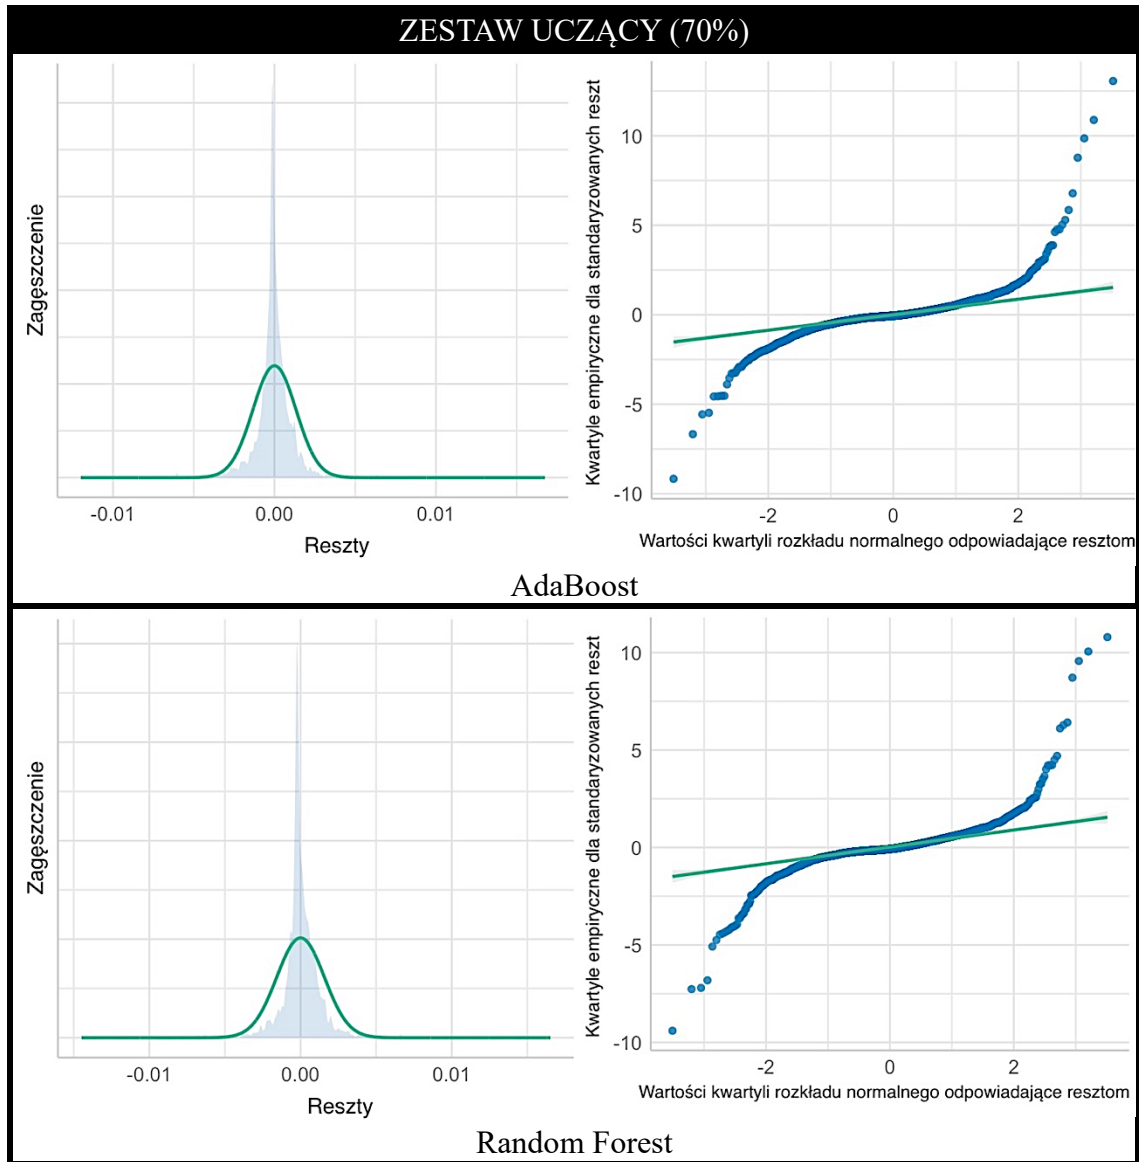 ZESTAW UCZĄCY (70%)
Zagęszczenie
-0.01
0.00
0.01
Reszty
Kwartyle empiryczne dla standaryzowanych reszt
10
5
0
-5
-10
-2
0
2
Wartości kwartyli rozkładu normalnego odpowiadające resztom
AdaBoost
Zagęszczenie
-0.01
0.00
0.01
Reszty
Kwartyle empiryczne dla standaryzowanych reszt
10
5
0
-5
-10
-2
0
2
Wartości kwartyli rozkładu normalnego odpowiadające resztom
Random Forest